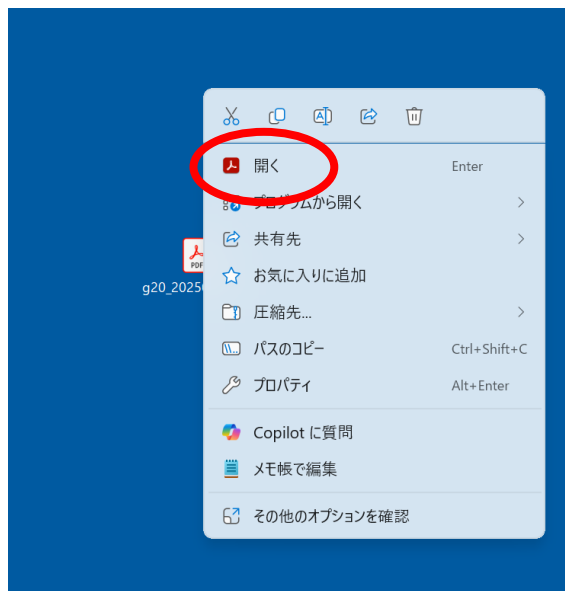 開く Enter
プログラムから開く
共有先
PDF
g20_2025
お気に入りに追加
圧縮先...
パスのコピー Ctrl+Shift+C
プロパティ Alt+Enter
Copilot に質問
メモ帳で編集
その他のオプションを確認